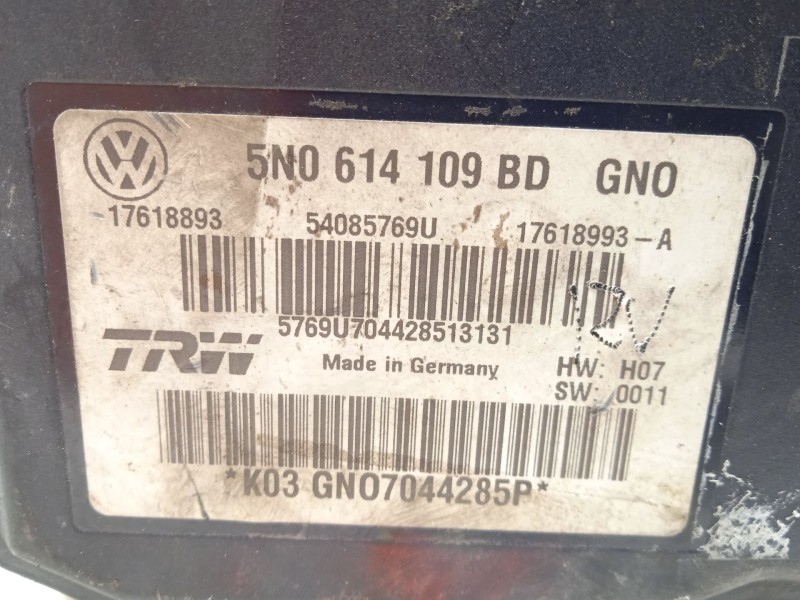 5N0 614 109 BD GNO
17618893 54085769U 17618993-A
5769U704428513131
12V
TRW Made in Germany HW: H07
SW: 0011
*K03 GNO7044285P*